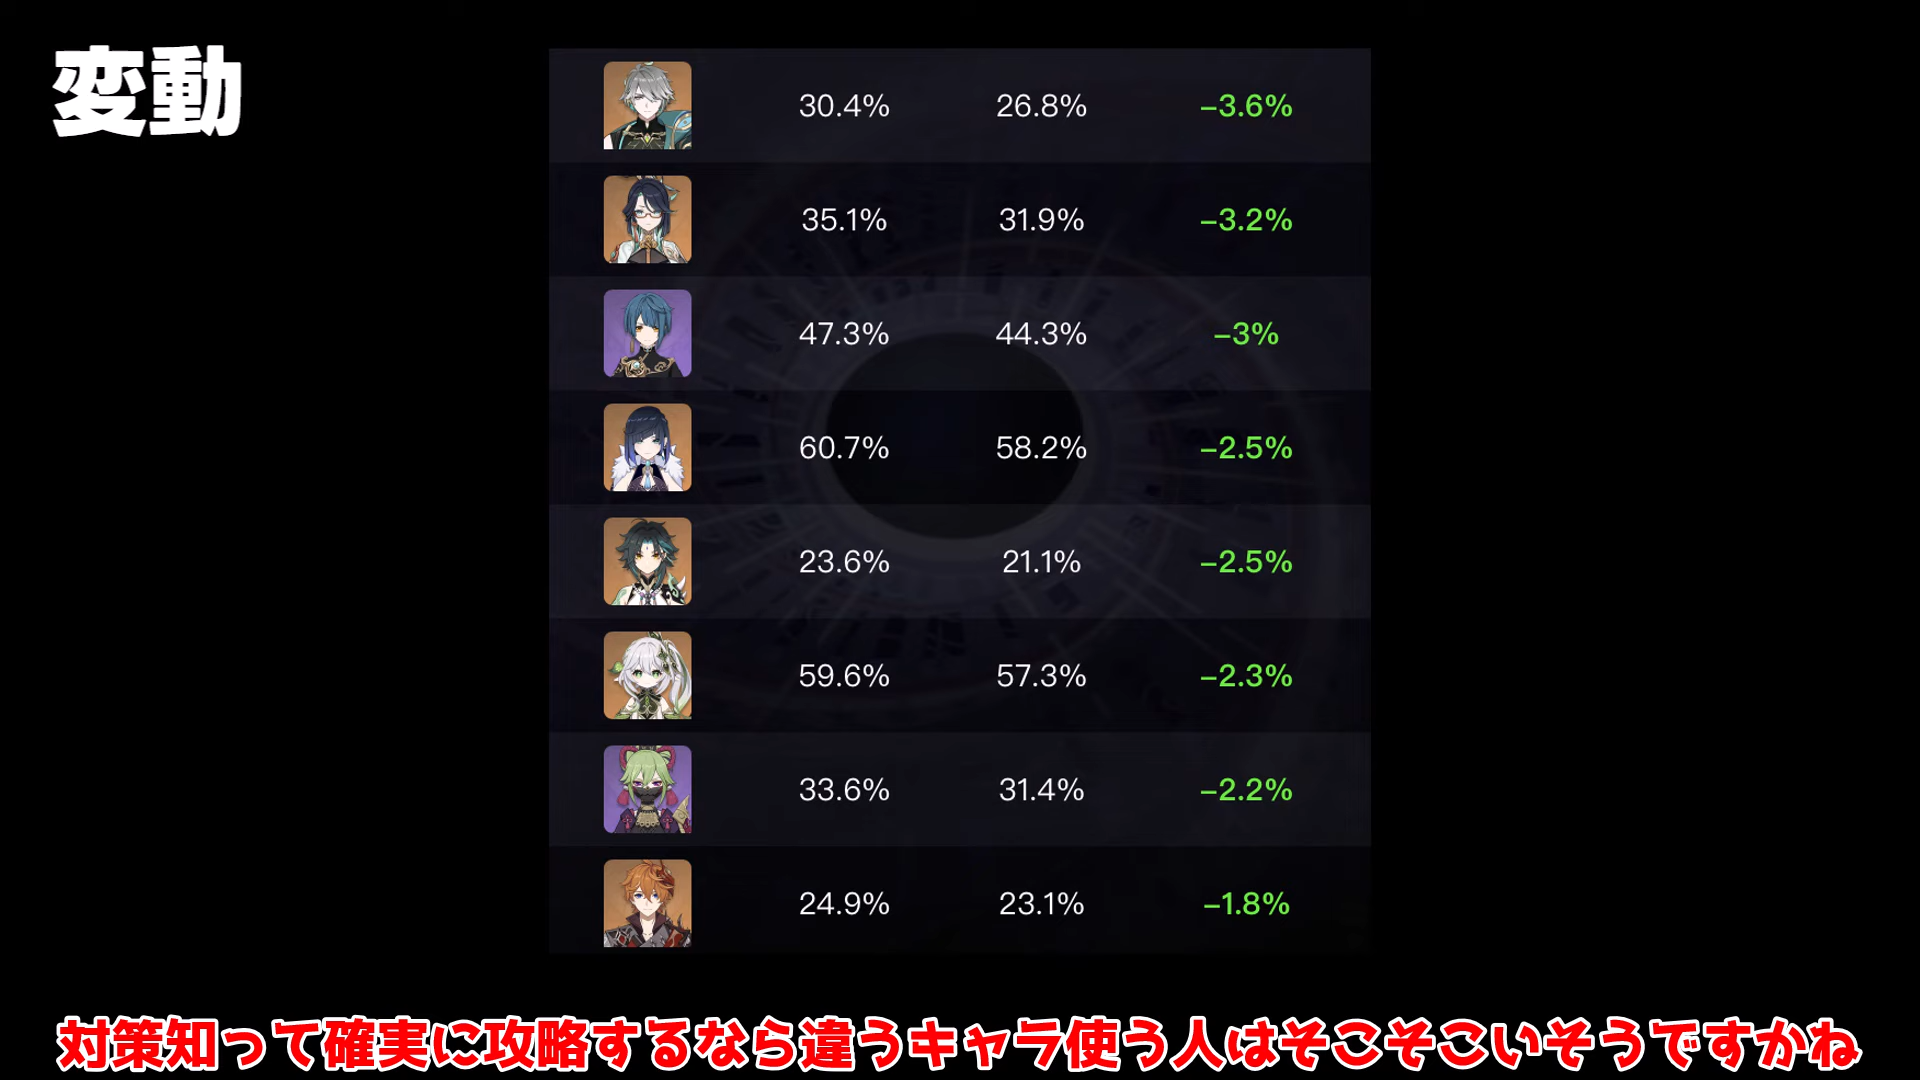 変動
30.4% 26.8% −3.6%
35.1% 31.9% −3.2%
47.3% 44.3% −3%
60.7% 58.2% −2.5%
23.6% 21.1% −2.5%
59.6% 57.3% −2.3%
33.6% 31.4% −2.2%
24.9% 23.1% −1.8%
対策知って確実に攻略するなら違うキャラ使う人はそこそこいそうですかね